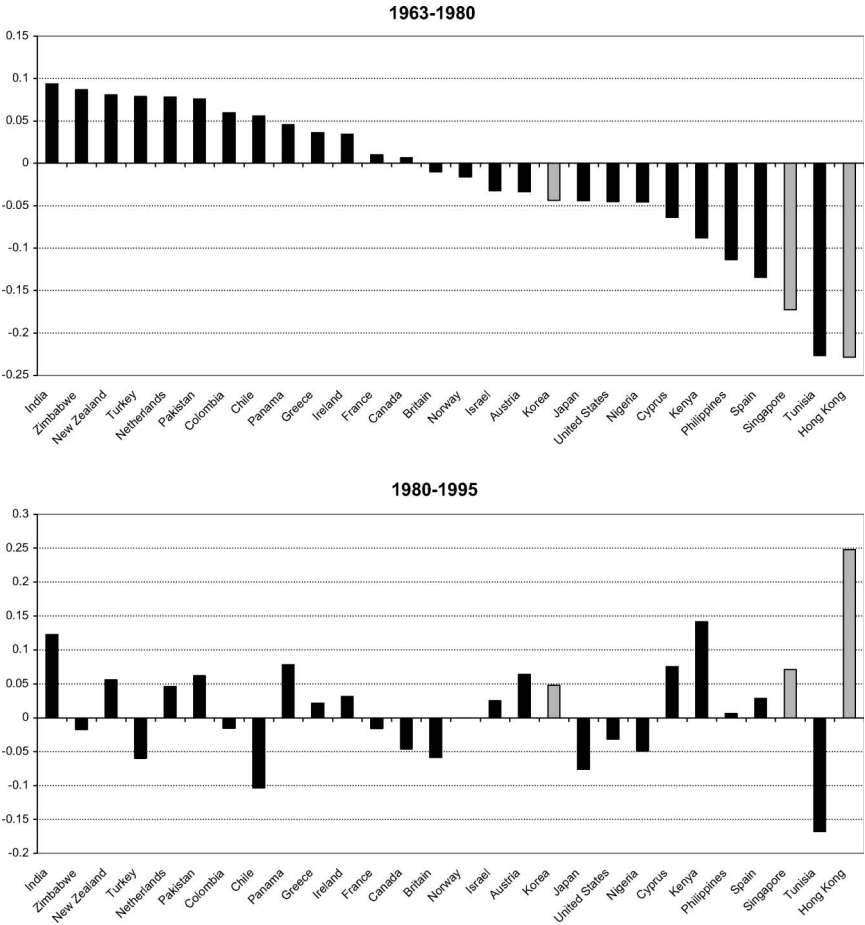 1963-1980
0.15
0.1
0.05
0
-0.05
-0.1
-0.15
-0.2
-0.25
India
Zimbabwe
New Zealand
Turkey
Netherlands
Pakistan
Colombia
Chile
Panama
Greece
Ireland
France
Canada
Britain
Norway
Israel
Austria
Korea
Japan
United States
Nigeria
Cyprus
Kenya
Philippines
Spain
Singapore
Tunisia
Hong Kong
1980-1995
0.3
0.25
0.2
0.15
0.1
0.05
0
-0.05
-0.1
-0.15
-0.2
India
Zimbabwe
New Zealand
Turkey
Netherlands
Pakistan
Colombia
Chile
Panama
Greece
Ireland
France
Canada
Britain
Norway
Israel
Austria
Korea
Japan
United States
Nigeria
Cyprus
Kenya
Philippines
Spain
Singapore
Tunisia
Hong Kong